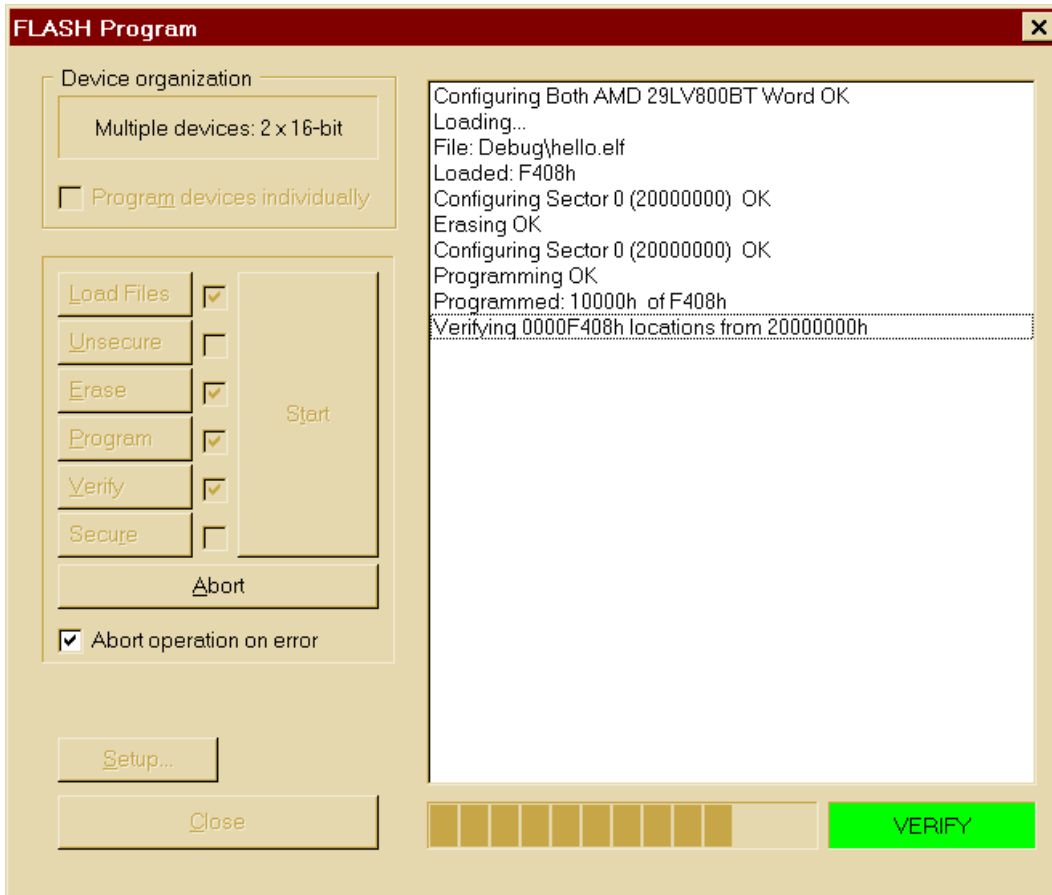 FLASH Program
Device organization
Multiple devices: 2 x 16-bit
Program devices individually
Load Files
Unsecure
Erase
Program
Verify
Secure
Start
Abort
Abort operation on error
Setup...
Close
Configuring Both AMD 29LV800BT Word OK
Loading...
File: Debug\hello.elf
Loaded: F408h
Configuring Sector 0 (20000000)  OK
Erasing OK
Configuring Sector 0 (20000000)  OK
Programming OK
Programmed: 10000h  of F408h
Verifying 0000F408h locations from 20000000h
VERIFY